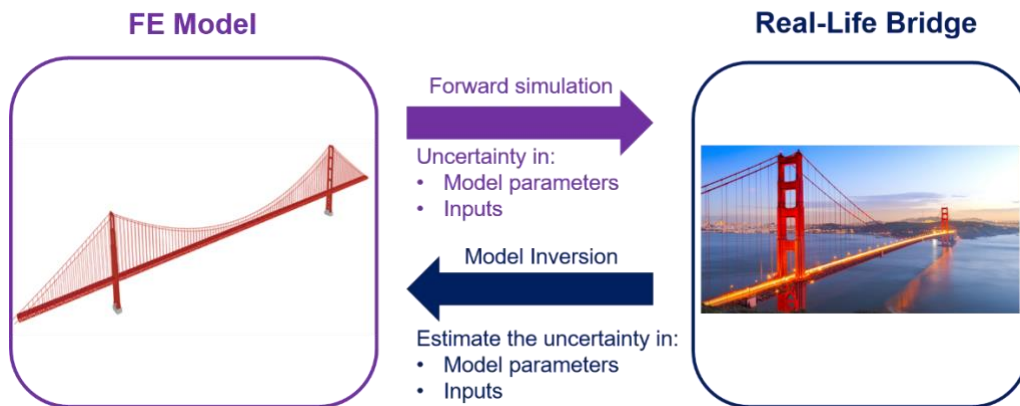 FE Model
Real-Life Bridge
Forward simulation
Uncertainty in:
• Model parameters
• Inputs
Model Inversion
Estimate the uncertainty in:
• Model parameters
• Inputs